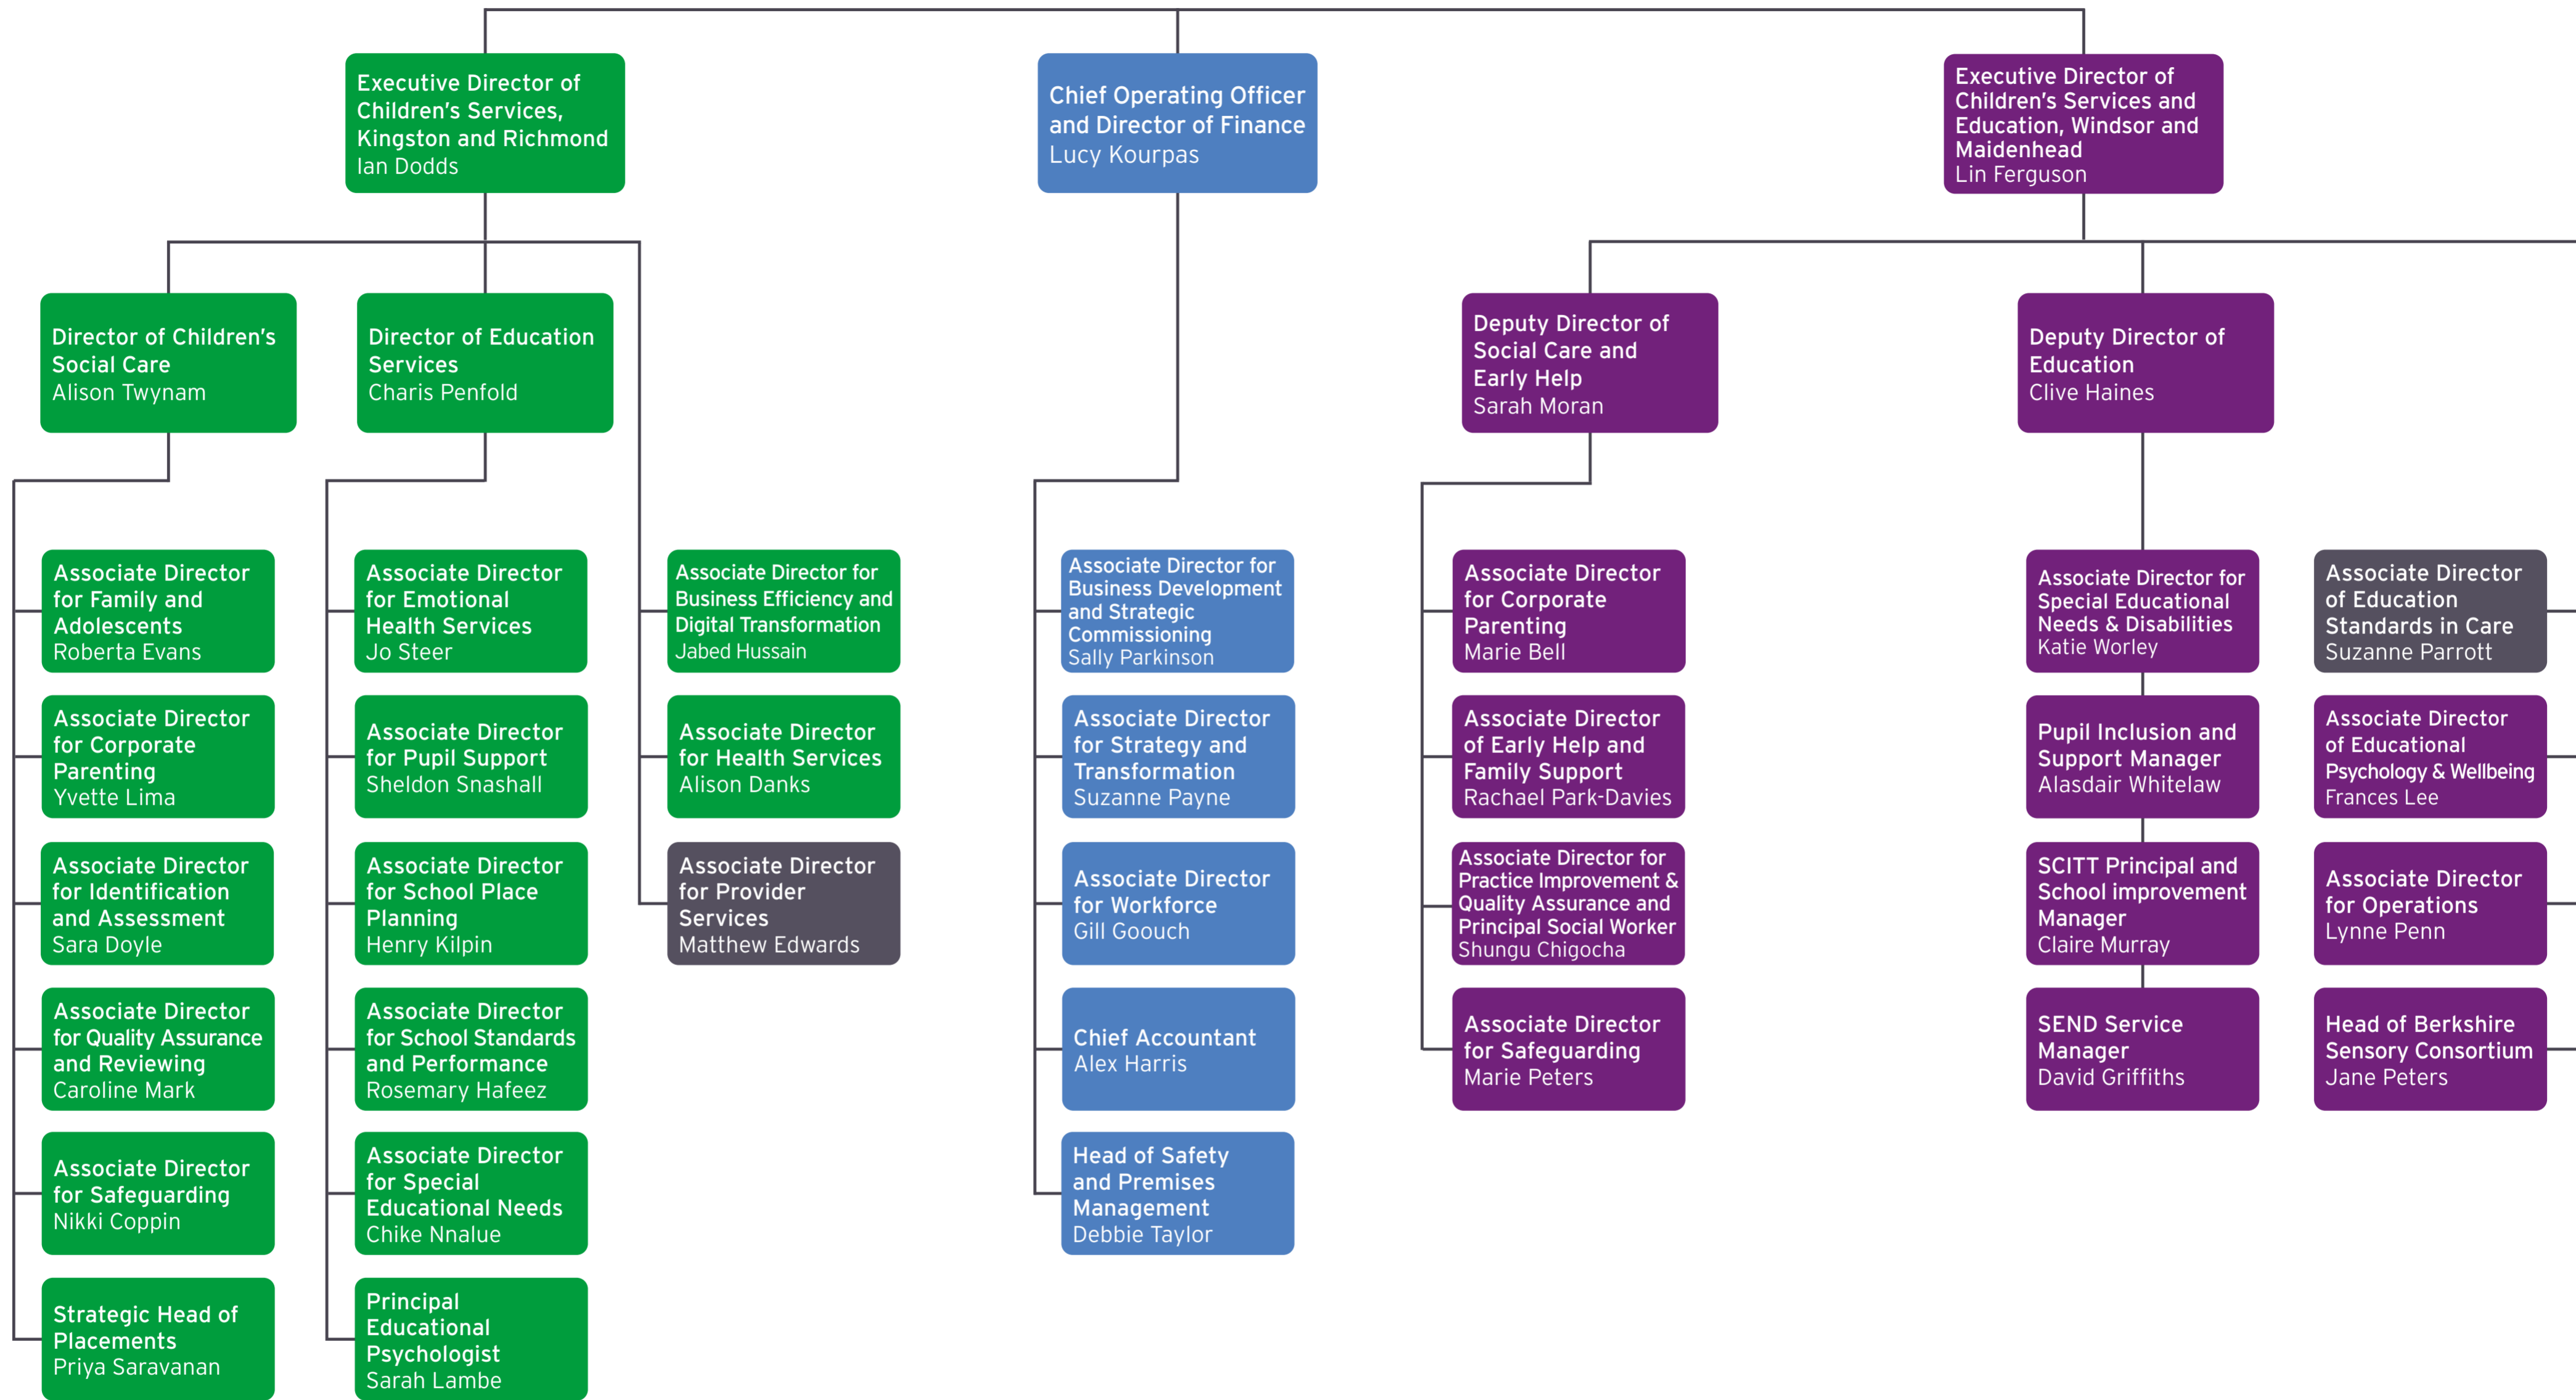 Executive Director of
Children's Services,
Kingston and Richmond
Ian Dodds
Chief Operating Officer
and Director of Finance
Lucy Kourpas
Executive Director of
Children's Services and
Education, Windsor and
Maidenhead
Lin Ferguson
Director of Children's
Social Care
Alison Twynam
Director of Education
Services
Charis Penfold
Deputy Director of
Social Care and
Early Help
Sarah Moran
Deputy Director of
Education
Clive Haines
Associate Director
for Family and
Adolescents
Roberta Evans
Associate Director
for Corporate
Parenting
Yvette Lima
Associate Director
for Identification
and Assessment
Sara Doyle
Associate Director
for Quality Assurance
and Reviewing
Caroline Mark
Associate Director
for Safeguarding
Nikki Coppin
Strategic Head of
Placements
Priya Saravanan
Associate Director
for Emotional
Health Services
Jo Steer
Associate Director
for Pupil Support
Sheldon Snashall
Associate Director
for School Place
Planning
Henry Kilpin
Associate Director
for School Standards
and Performance
Rosemary Hafeez
Associate Director
for Special
Educational Needs
Chike Nnalue
Principal
Educational
Psychologist
Sarah Lambe
Associate Director for
Business Efficiency and
Digital Transformation
Jabed Hussain
Associate Director
for Health Services
Alison Danks
Associate Director
for Provider
Services
Matthew Edwards
Associate Director for
Business Development
and Strategic
Commissioning
Sally Parkinson
Associate Director
for Strategy and
Transformation
Suzanne Payne
Associate Director
for Workforce
Gill Goouch
Chief Accountant
Alex Harris
Head of Safety
and Premises
Management
Debbie Taylor
Associate Director
for Corporate
Parenting
Marie Bell
Associate Director
of Early Help and
Family Support
Rachael Park-Davies
Associate Director for
Practice Improvement &
Quality Assurance and
Principal Social Worker
Shungu Chigocha
Associate Director
for Safeguarding
Marie Peters
Associate Director for
Special Educational
Needs & Disabilities
Katie Worley
Pupil Inclusion and
Support Manager
Alasdair Whitelaw
SCITT Principal and
School improvement
Manager
Claire Murray
SEND Service
Manager
David Griffiths
Associate Director
of Education
Standards in Care
Suzanne Parrott
Associate Director
of Educational
Psychology & Wellbeing
Frances Lee
Associate Director
for Operations
Lynne Penn
Head of Berkshire
Sensory Consortium
Jane Peters